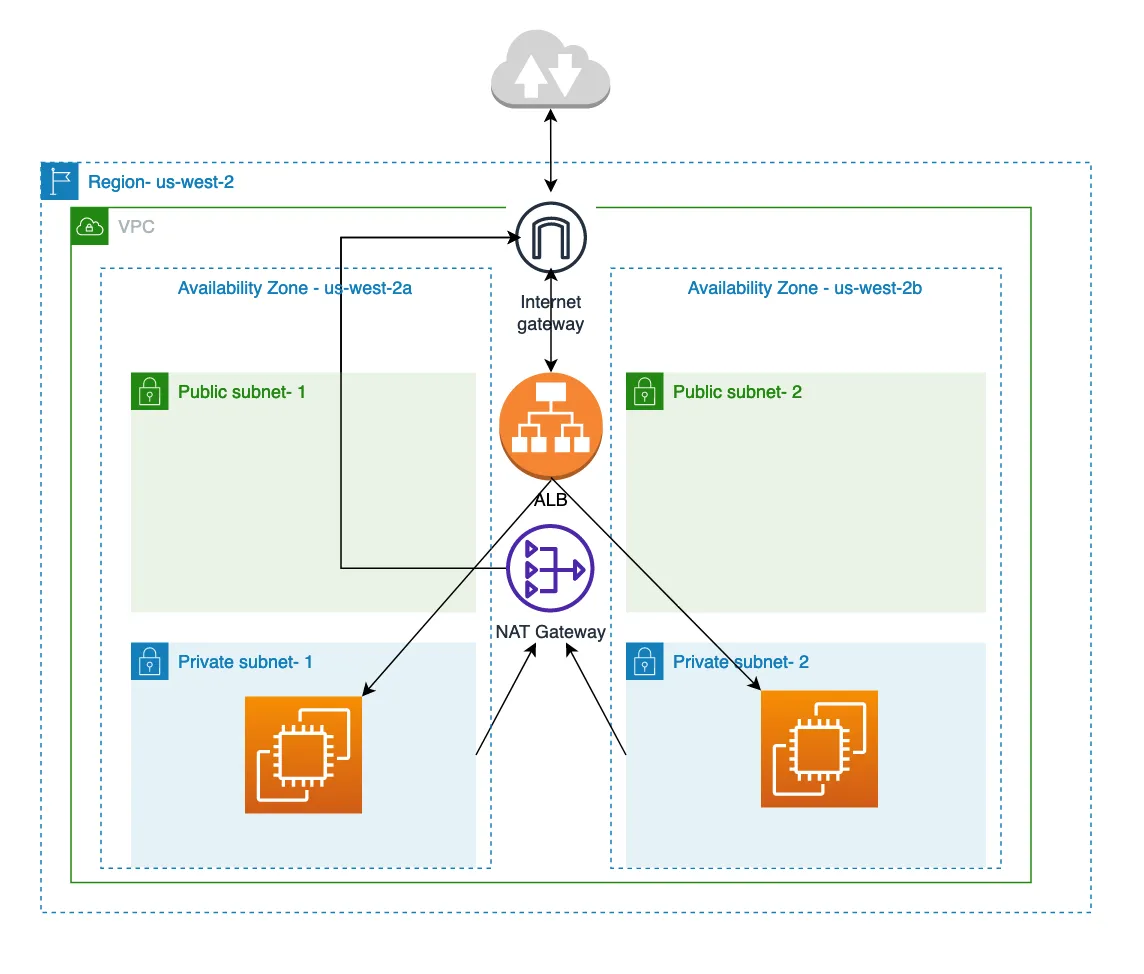 Region- us-west-2
VPC
Availability Zone - us-west-2a
Internet
gateway
Availability Zone - us-west-2b
Public subnet- 1
Public subnet- 2
ALB
NAT Gateway
Private subnet- 1
Private subnet- 2